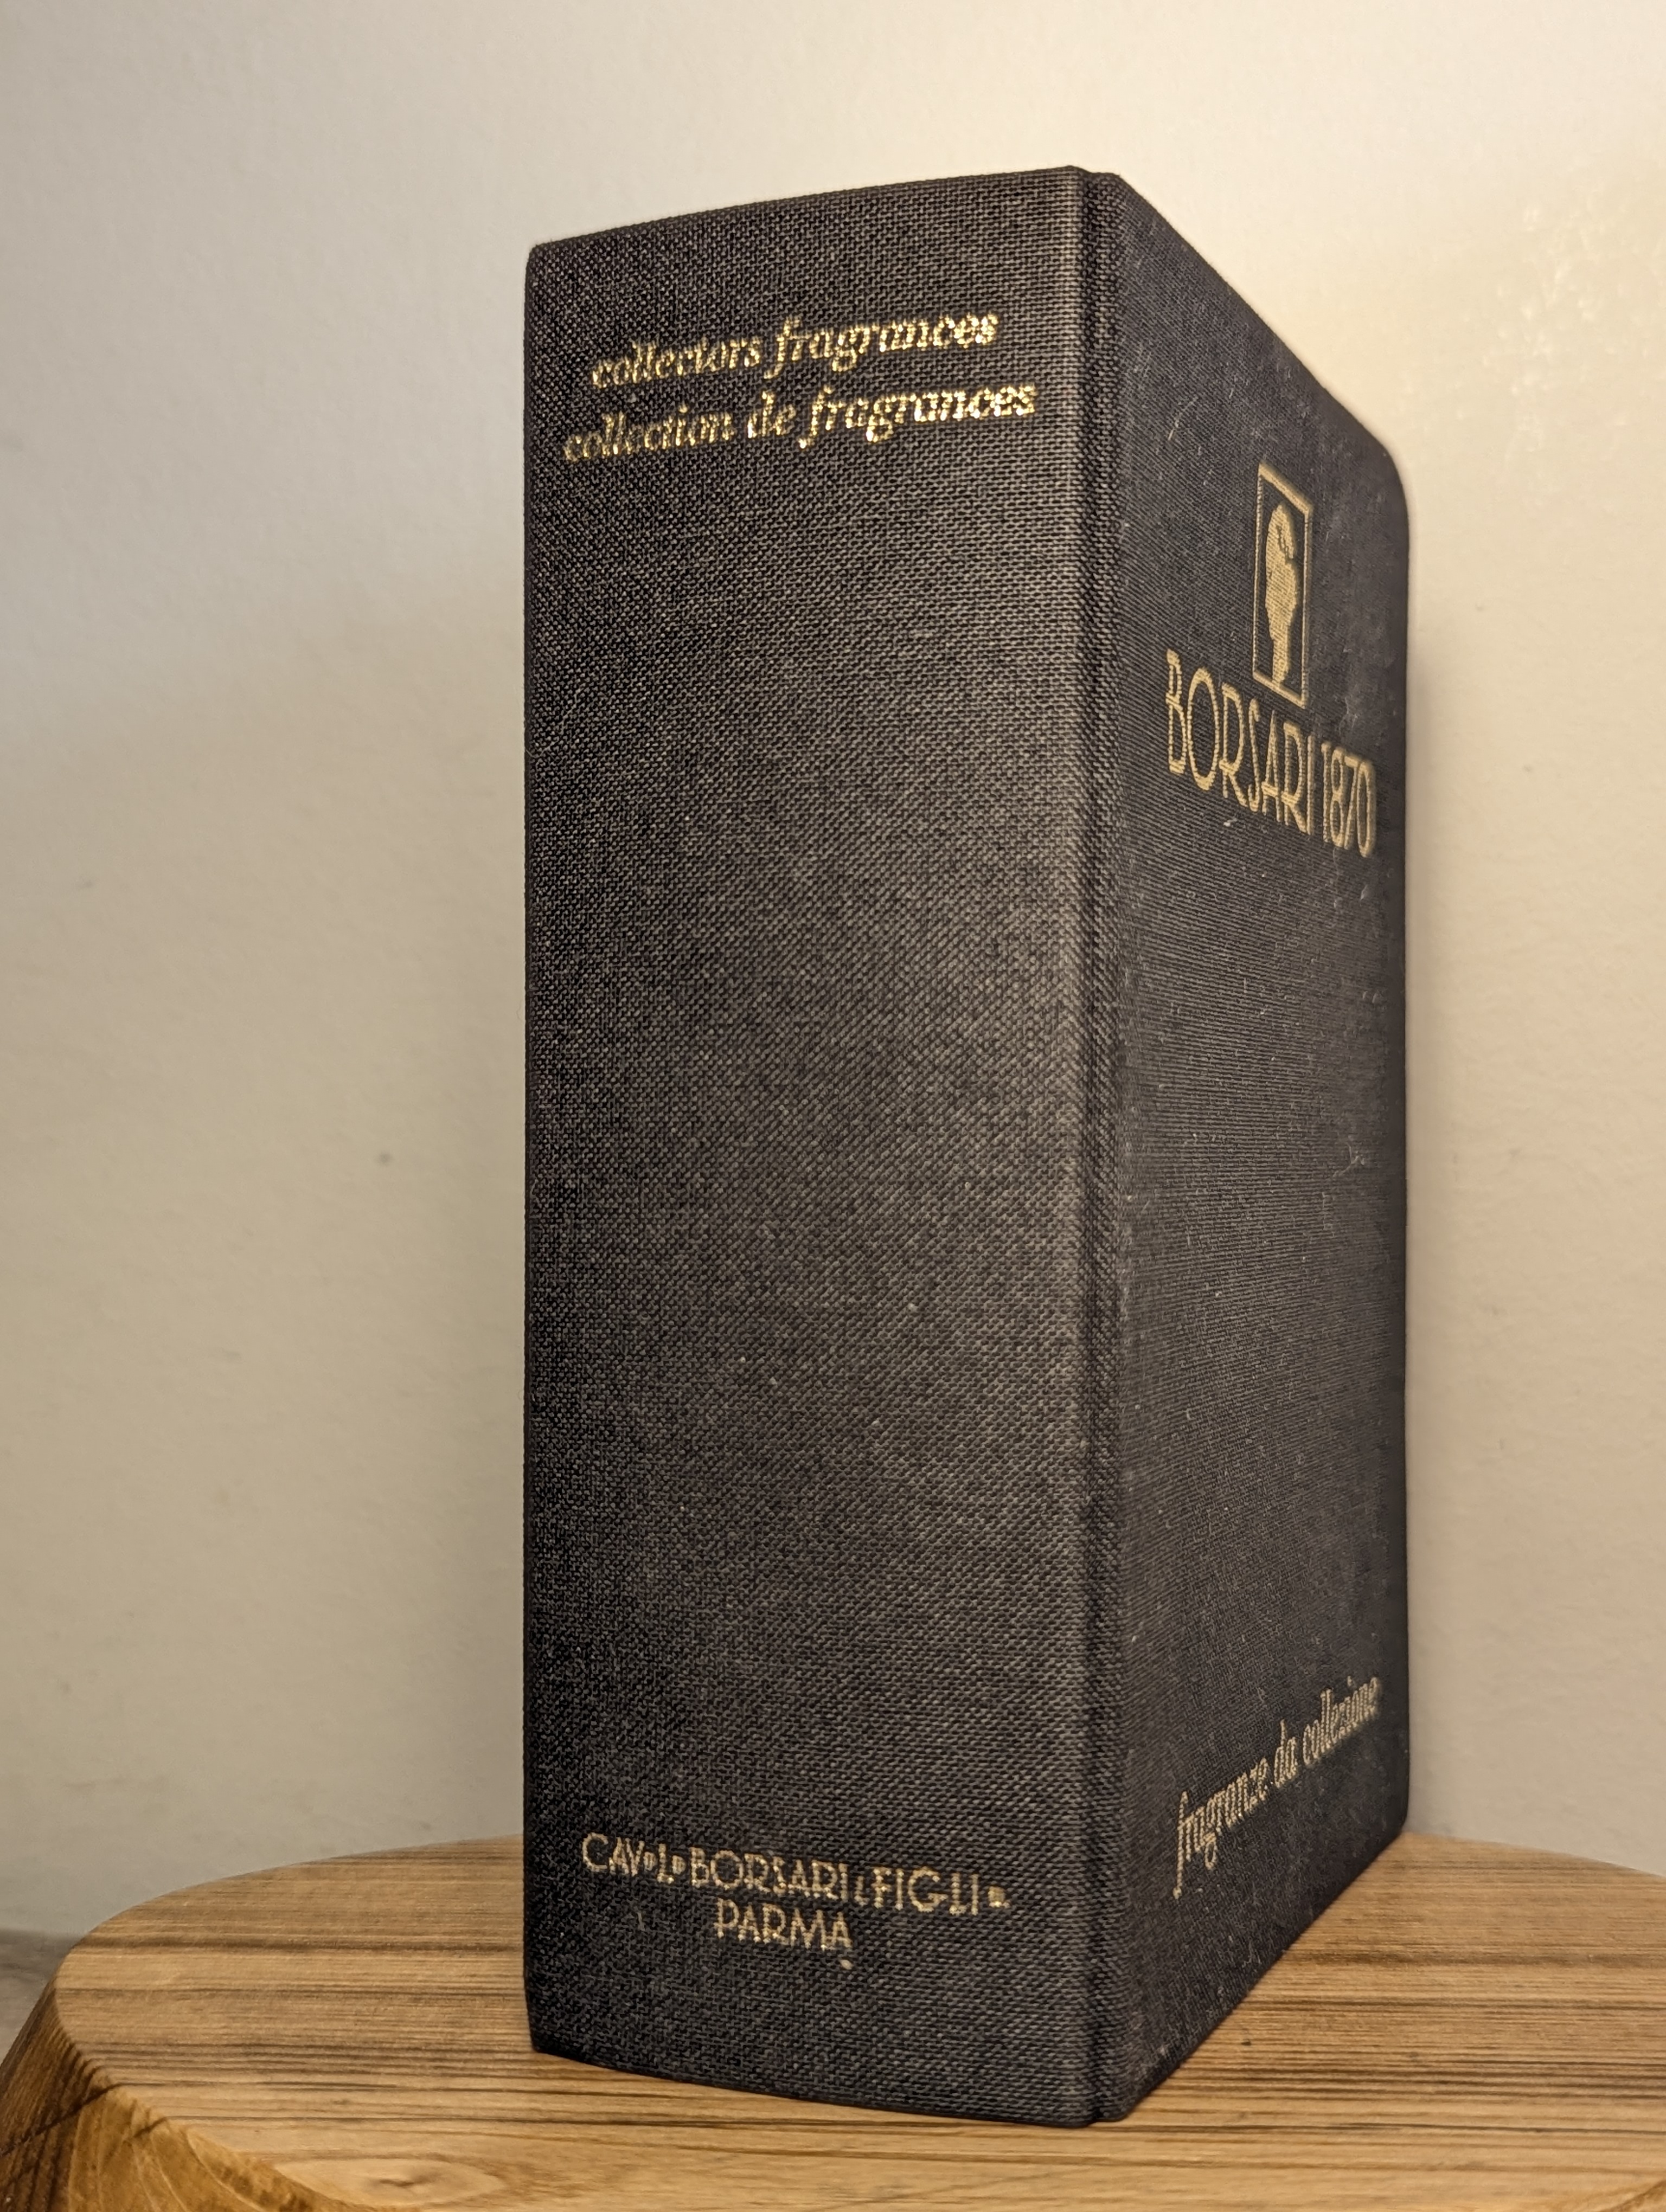 collectors fragrances
collection de fragrances
CAV.L.BORSARI & FIGLI
PARMA
BORSARI 1870
fragranze da collezione